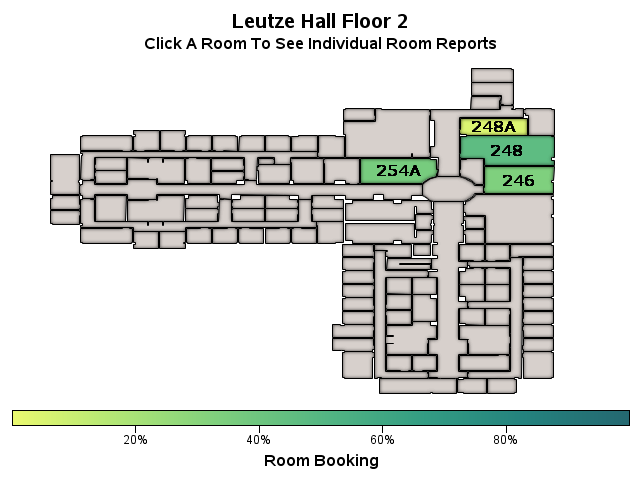 Leutze Hall Floor 2
Click A Room To See Individual Room Reports
248A
248
254A
246
20%
40%
60%
80%
Room Booking